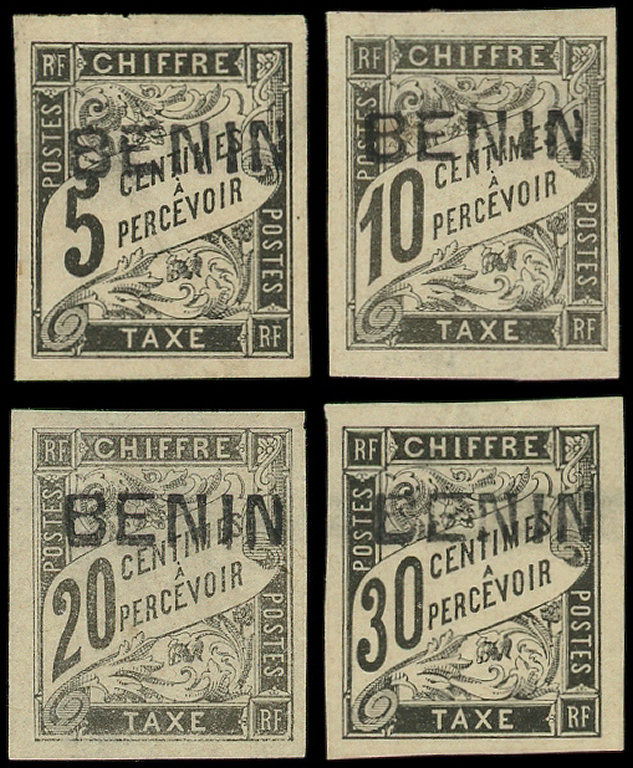 RF CHIFFRE
POSTES
BENIN
5 CENTIMES
À
PERCEVOIR
POSTES
TAXE RF
RF CHIFFRE
POSTES
BENIN
10 CENTIMES
À
PERCEVOIR
POSTES
TAXE RF
RF CHIFFRE
POSTES
BENIN
20 CENTIMES
À
PERCEVOIR
POSTES
TAXE RF
RF CHIFFRE
POSTES
BENIN
30 CENTIMES
À
PERCEVOIR
POSTES
TAXE RF